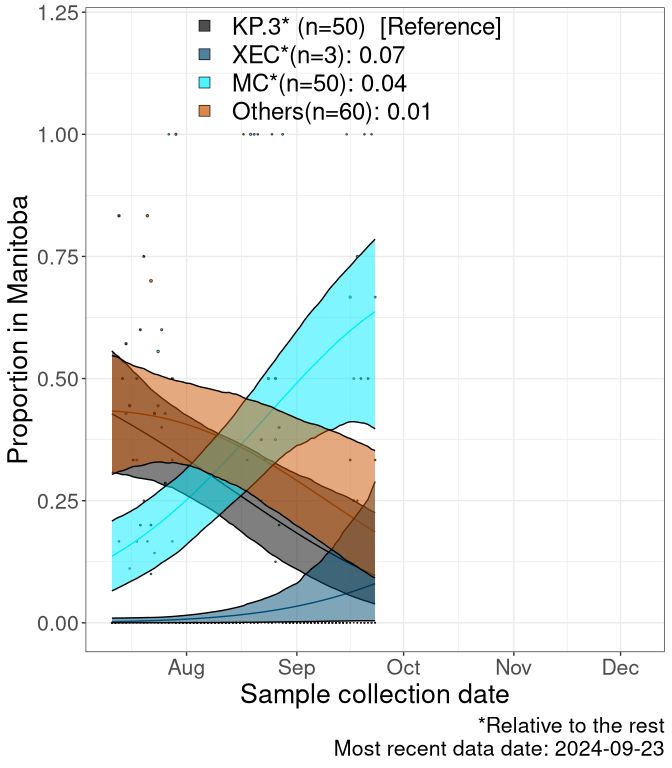 KP.3* (n=50)  [Reference]
XEC*(n=3): 0.07
MC*(n=50): 0.04
Others(n=60): 0.01
1.25
1.00
0.75
0.50
0.25
0.00
Proportion in Manitoba
Aug Sep Oct Nov Dec
Sample collection date
*Relative to the rest
Most recent data date: 2024-09-23